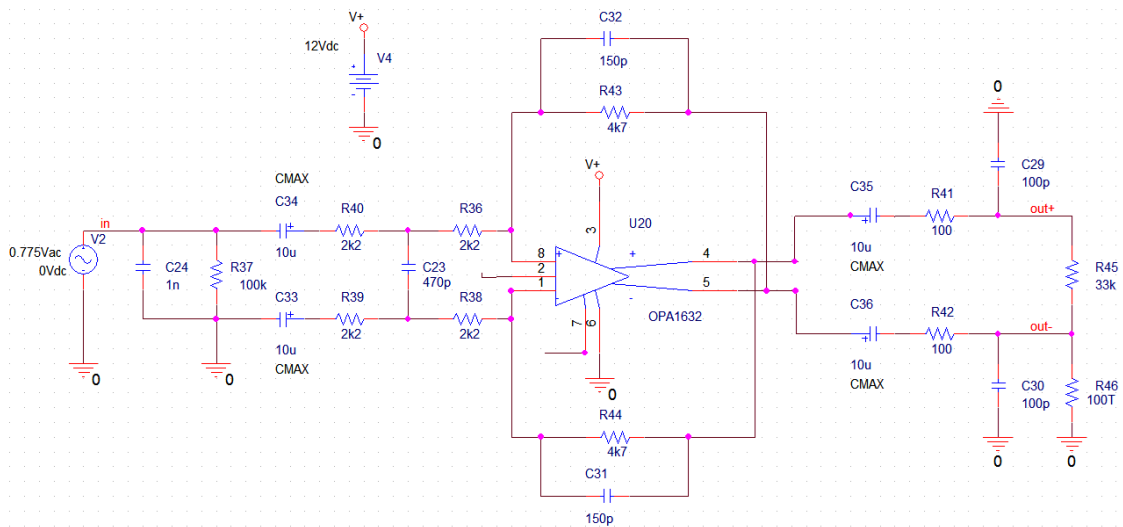 V+
12Vdc
V4
+
-
0
C32
150p
R43
4k7
V+
U20
3
8
2
1
+
-
+
-
4
5
7
6
OPA1632
0
R44
4k7
C31
150p
in
0.775Vac
0Vdc
V2
0
C24
1n
R37
100k
0
CMAX
C34
+
10u
R40
2k2
R36
2k2
C23
470p
C33
+
10u
CMAX
R39
2k2
R38
2k2
C35
+
10u
CMAX
R41
100
C36
+
10u
CMAX
R42
100
0
C29
100p
out+
R45
33k
out-
C30
100p
R46
100T
0
0